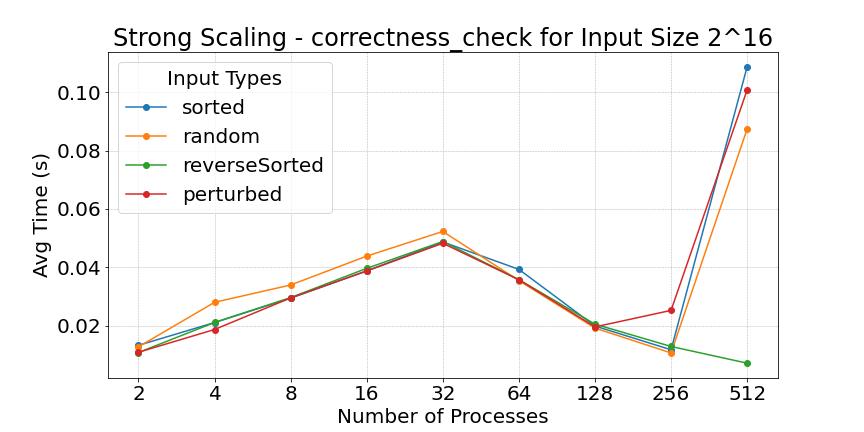 Strong Scaling - correctness_check for Input Size 2^16
Input Types
sorted
random
reverseSorted
perturbed
0.10
0.08
0.06
0.04
0.02
Avg Time (s)
2 4 8 16 32 64 128 256 512
Number of Processes